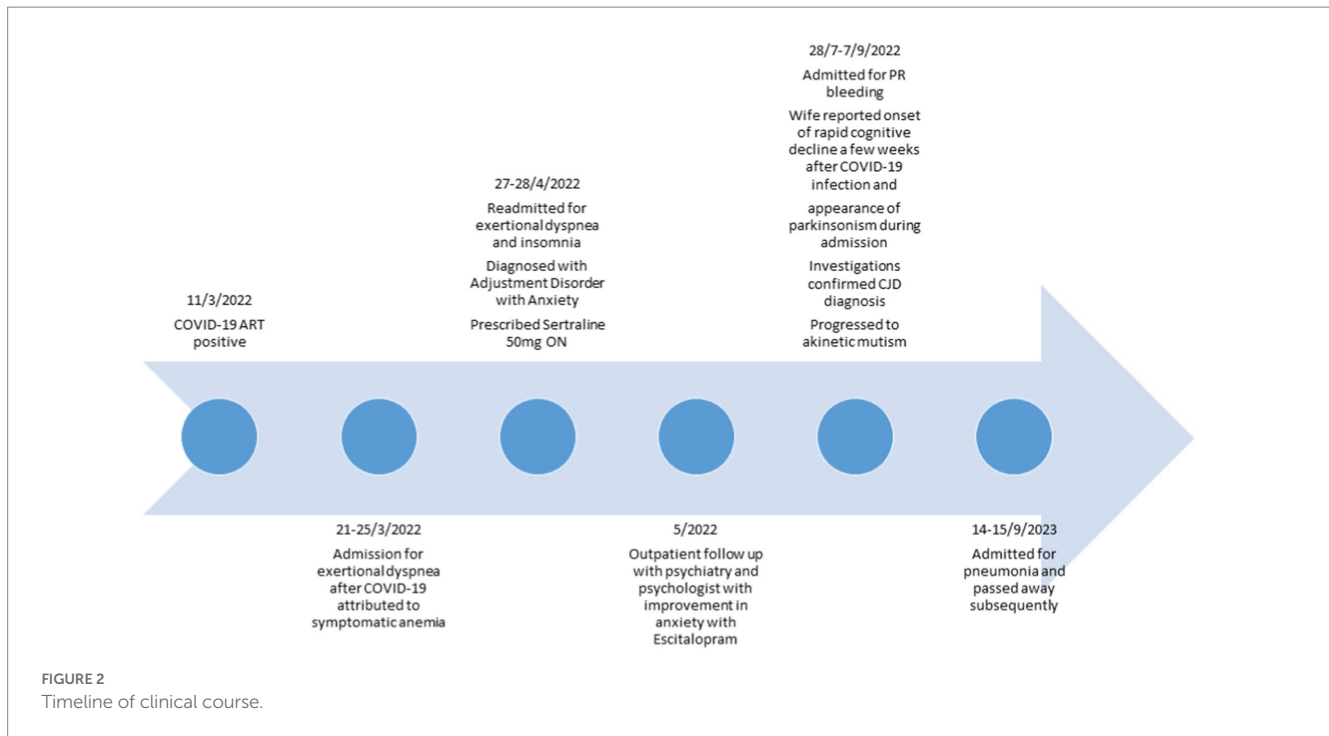 11/3/2022
COVID-19 ART
positive
21-25/3/2022
Admission for
exertional dyspnea
after COVID-19
attributed to
symptomatic anemia
27-28/4/2022
Readmitted for
exertional dyspnea
and insomnia
Diagnosed with
Adjustment Disorder
with Anxiety
Prescribed Sertraline
50mg ON
5/2022
Outpatient follow up
with psychiatry and
psychologist with
improvement in
anxiety with
Escitalopram
28/7-7/9/2022
Admitted for PR
bleeding
Wife reported onset
of rapid cognitive
decline a few weeks
after COVID-19
infection and
appearance of
parkinsonism during
admission
Investigations
confirmed CJD
diagnosis
Progressed to
akinetic mutism
14-15/9/2023
Admitted for
pneumonia and
passed away
subsequently
FIGURE 2
Timeline of clinical course.